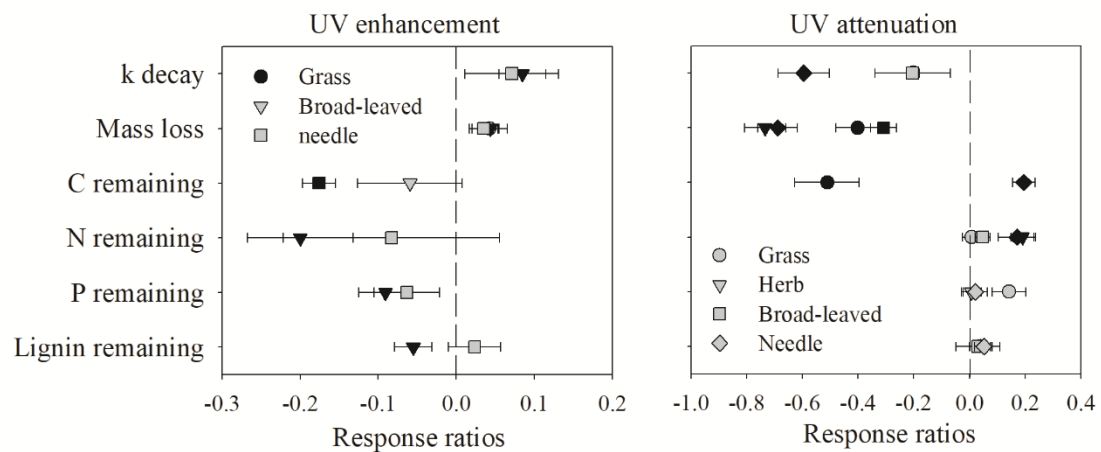 UV enhancement
k decay
Mass loss
C remaining
N remaining
P remaining
Lignin remaining
Grass
Broad-leaved
needle
-0.3 -0.2 -0.1 0.0 0.1 0.2
Response ratios
UV attenuation
Grass
Herb
Broad-leaved
Needle
-1.0 -0.8 -0.6 -0.4 -0.2 0.0 0.2 0.4
Response ratios